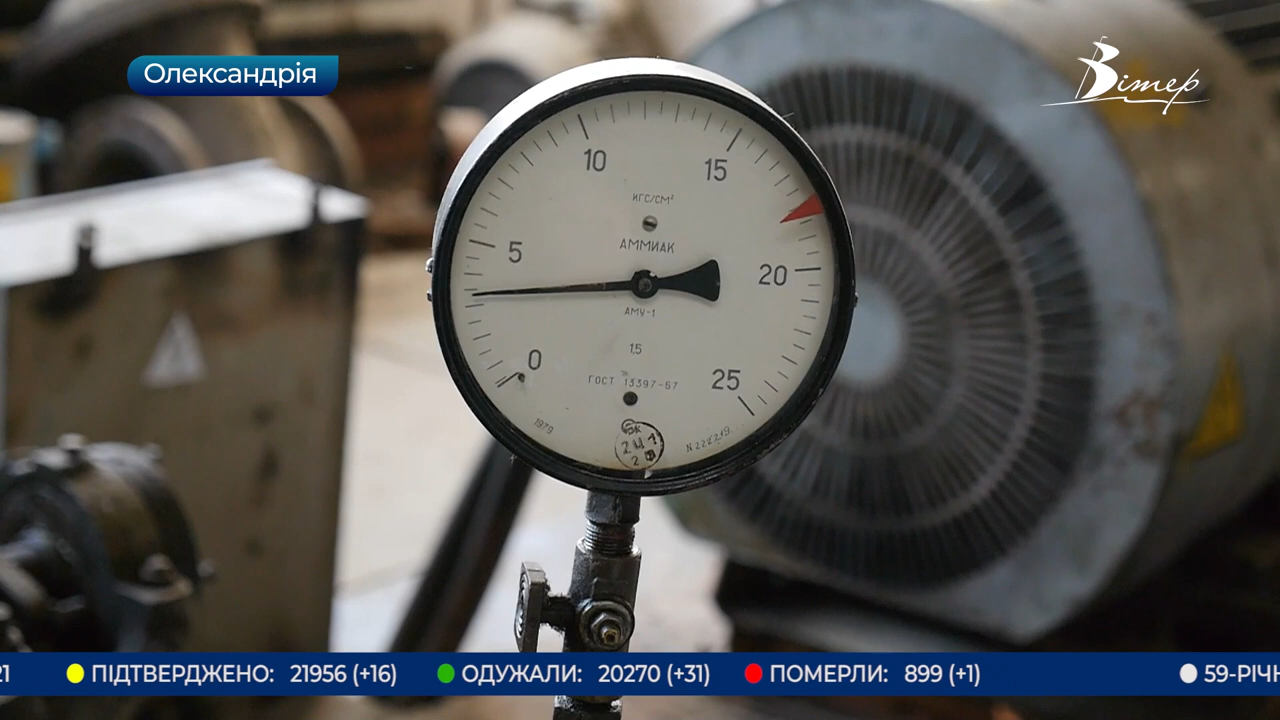 Олександрія
Вітер
10
15
КГС/СМ²
АММИАК
5
20
АМУ-1
0
1,5
25
ГОСТ 13397-67
1979
21 ПІДТВЕРДЖЕНО: 21956 (+16) ОДУЖАЛИ: 20270 (+31) ПОМЕРЛИ: 899 (+1) 59-РІЧН